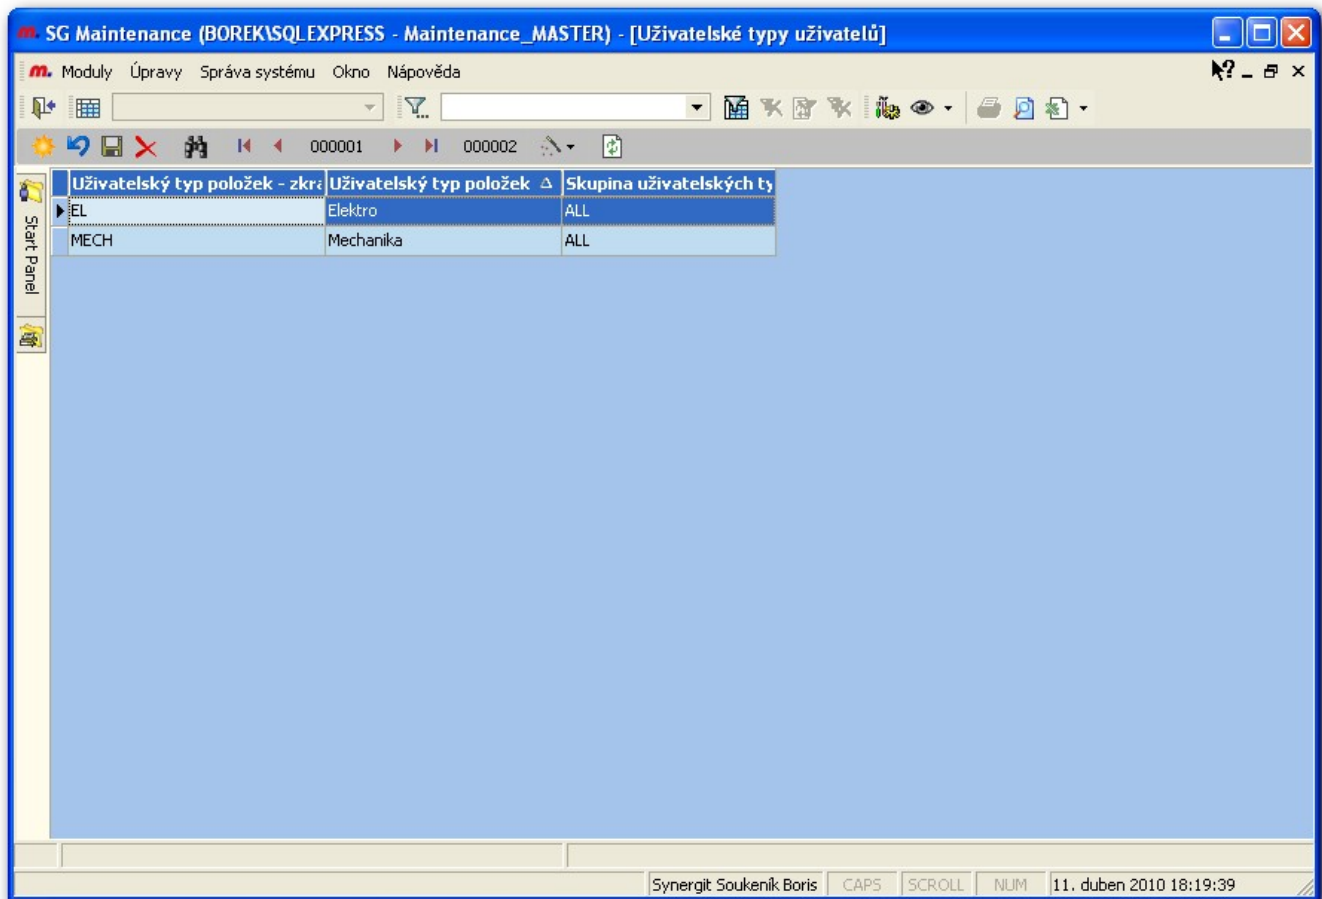 m. SG Maintenance (BOREK\SQLEXPRESS - Maintenance_MASTER) - [Uživatelské typy uživatelů]
m. Moduly Úpravy Správa systému Okno Nápověda
000001 000002
Start Panel
Uživatelský typ položek - zkra Uživatelský typ položek Skupina uživatelských ty
EL Elektro ALL
MECH Mechanika ALL
Synergit Soukeník Boris CAPS SCROLL NUM 11. duben 2010 18:19:39